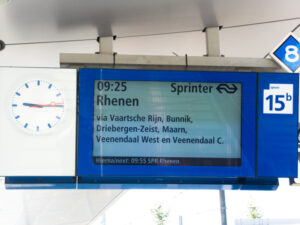 09:25 Sprinter
Rhenen
via Vaartsche Rijn, Bunnik,
Driebergen-Zeist, Maarn,
Veenendaal West en Veenendaal C.
Hierna/next: 09:55 SPR Rhenen
15b
8